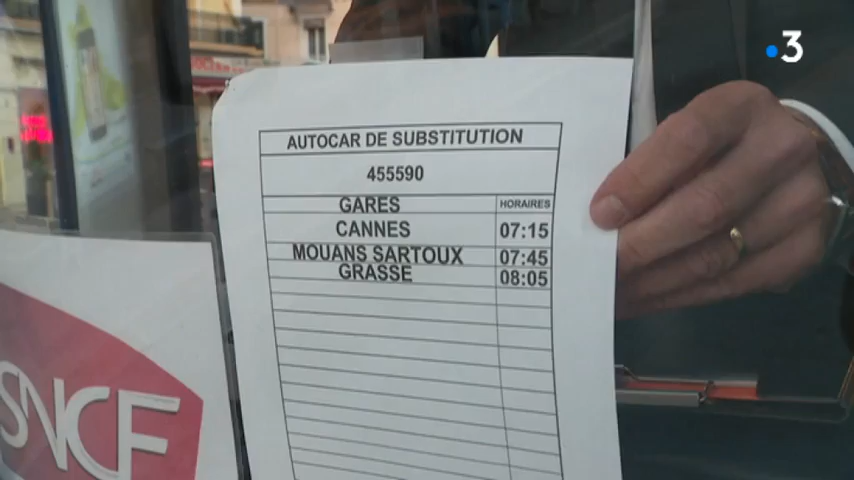 3
AUTOCAR DE SUBSTITUTION
455590
GARES HORAIRES
CANNES 07:15
MOUANS SARTOUX 07:45
GRASSE 08:05
SNCF